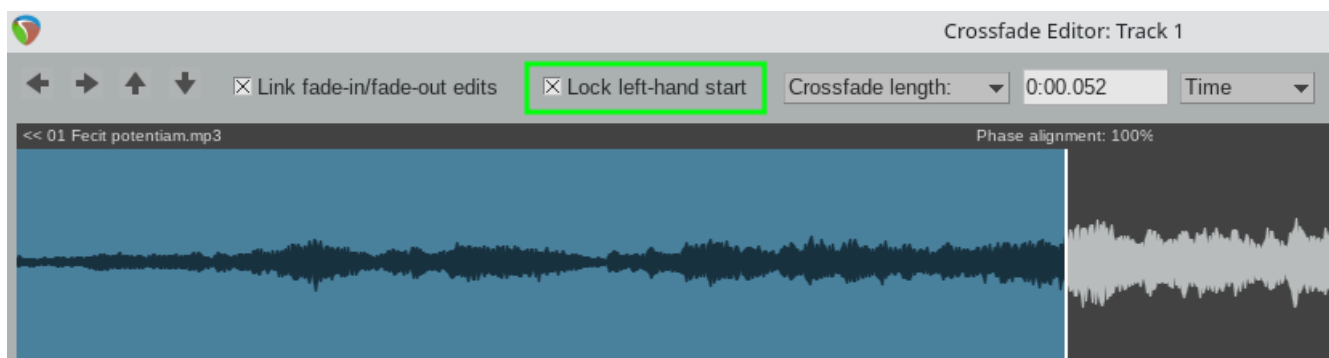 Crossfade Editor: Track 1
Link fade-in/fade-out edits Lock left-hand start Crossfade length: 0:00.052 Time
<< 01 Fecit potentiam.mp3 Phase alignment: 100%